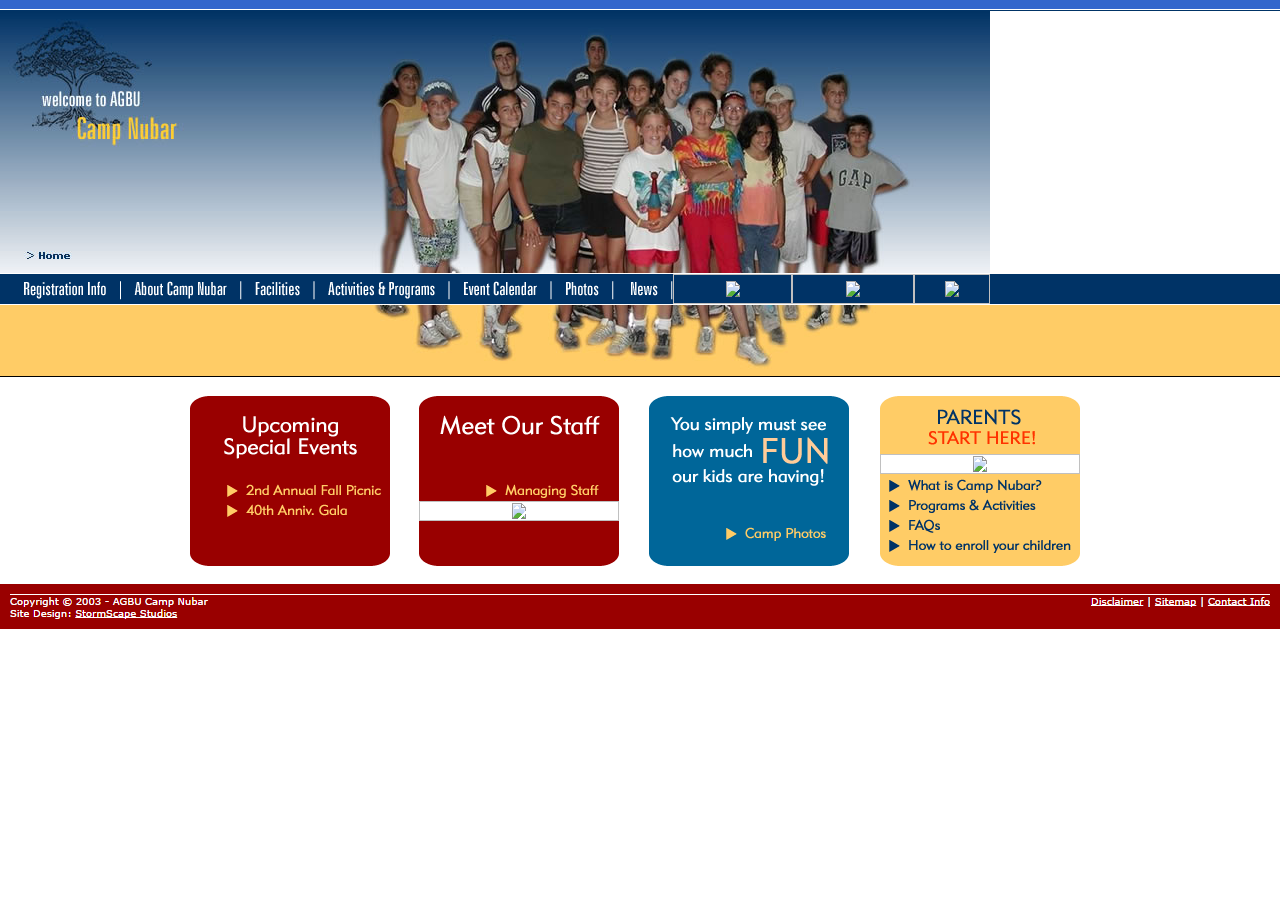 welcome to AGBU
Camp Nubar
> Home
Registration Info | About Camp Nubar | Facilities | Activities & Programs | Event Calendar | Photos | News |
GAP
Upcoming
Special Events
2nd Annual Fall Picnic
40th Anniv. Gala
Meet Our Staff
Managing Staff
You simply must see
how much FUN
our kids are having!
Camp Photos
PARENTS
START HERE!
What is Camp Nubar?
Programs & Activities
FAQs
How to enroll your children
Copyright © 2003 - AGBU Camp Nubar
Site Design: StormScape Studios
Disclaimer | Sitemap | Contact Info